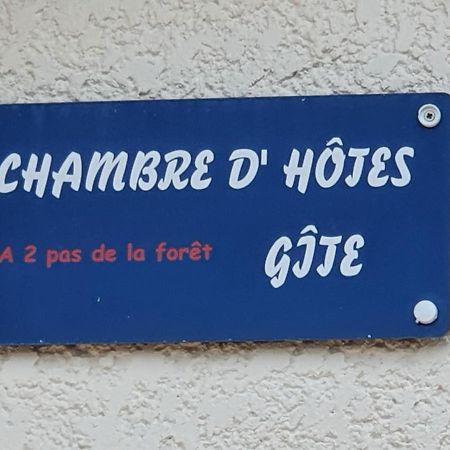 CHAMBRE D' HÔTES
A 2 pas de la forêt
GÎTE